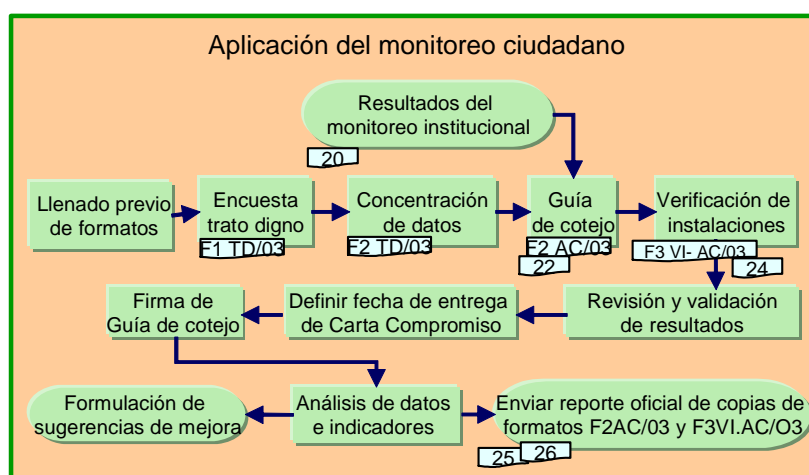 Aplicación del monitoreo ciudadano
Resultados del
monitoreo institucional
20
Llenado previo
de formatos
Encuesta
trato digno
F1 TD/03
Concentración
de datos
F2 TD/03
Guía
de cotejo
F2 AC/03
22
Verificación de
instalaciones
F3 VI- AC/03
24
Firma de
Guía de cotejo
Definir fecha de entrega
de Carta Compromiso
Revisión y validación
de resultados
Formulación de
sugerencias de mejora
Análisis de datos
e indicadores
Enviar reporte oficial de copias de
formatos F2AC/03 y F3VI.AC/O3
25
26